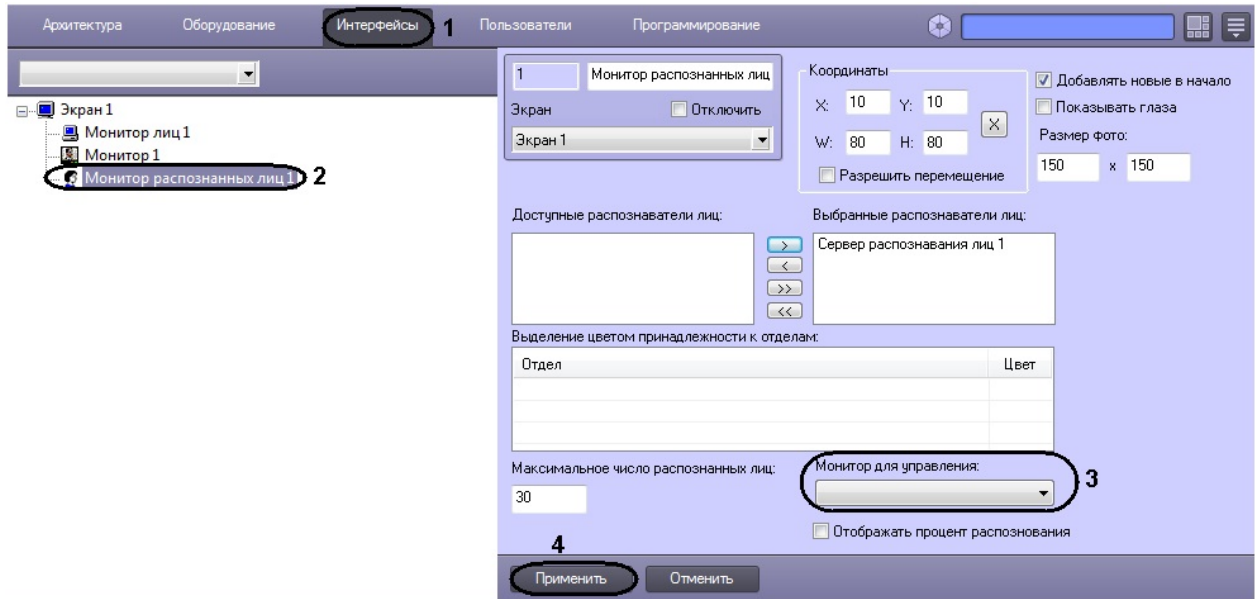 Архитектура Оборудование Интерфейсы 1 Пользователи Программирование
Экран 1
Монитор лиц 1
Монитор 1
Монитор распознанных лиц 1 2
1 Монитор распознанных лиц
Экран Отключить
Экран 1
Координаты
X: 10 Y: 10
X
W: 80 H: 80
Разрешить перемещение
Добавлять новые в начало
Показывать глаза
Размер фото:
150 x 150
Доступные распознаватели лиц:
Выбранные распознаватели лиц:
Сервер распознавания лиц 1
>
<
>>
<<
Выделение цветом принадлежности к отделам:
Отдел Цвет
Максимальное число распознанных лиц:
30
Монитор для управления:
3
Отображать процент распознования
4
Применить Отменить